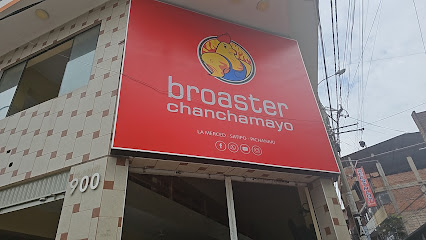 broaster
chanchamayo
LA MERCED - SATIPO - PICHANAKI
900